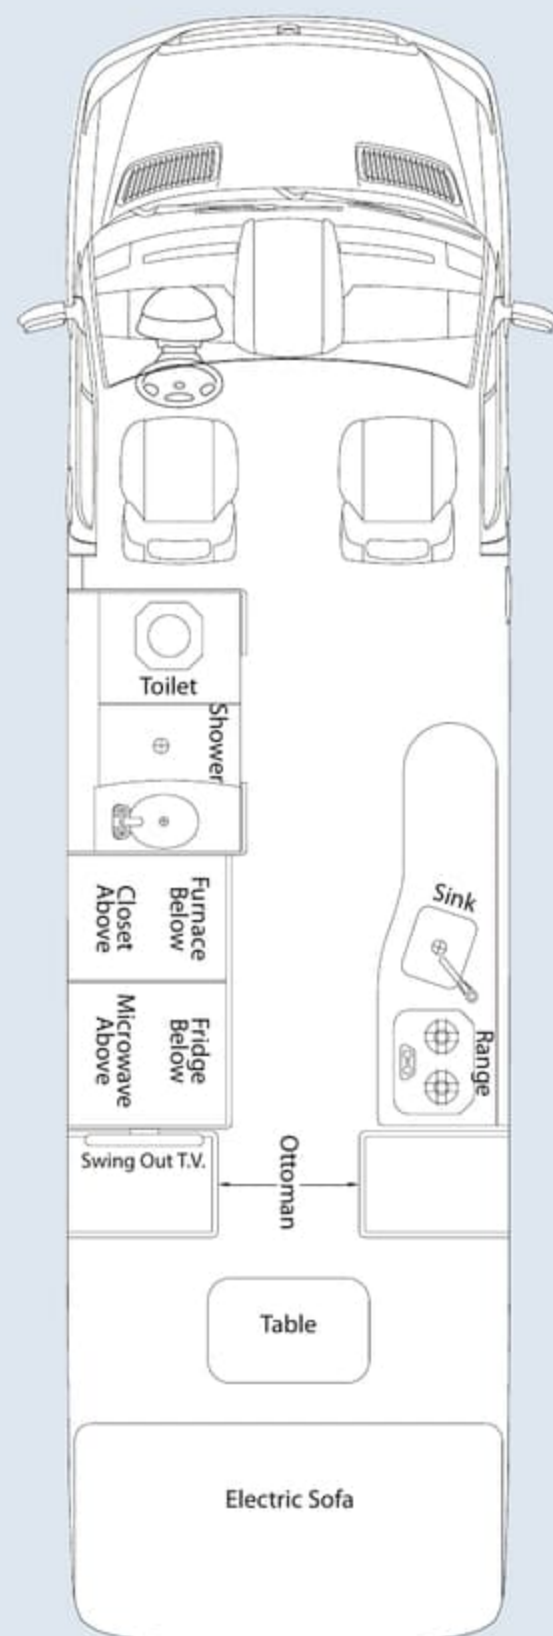 Toilet
Shower
Furnace
Below
Closet
Above
Sink
Fridge
Below
Microwave
Above
Range
Swing Out T.V.
Ottoman
Table
Electric Sofa